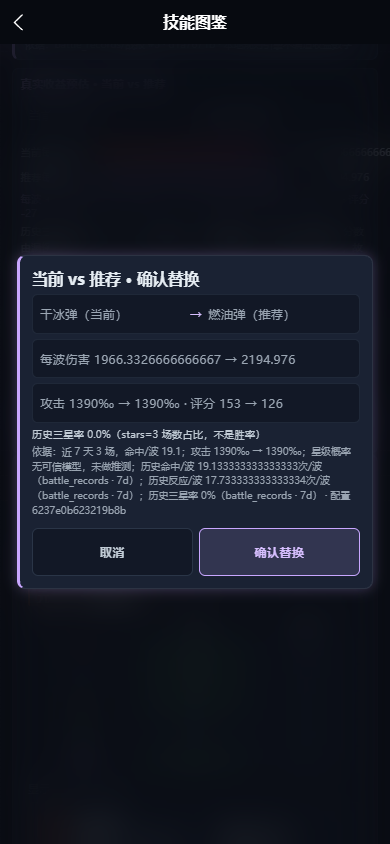 技能图鉴
当前 vs 推荐 • 确认替换
干冰弹（当前） → 燃油弹（推荐）
每波伤害 1966.3326666666667 → 2194.976
攻击 1390‰ → 1390‰ · 评分 153 → 126
历史三星率 0.0%（stars=3 场数占比，不是胜率）
依据：近 7 天 3 场，命中/波 19.1；攻击 1390‰ → 1390‰；星级概率
无可信模型，未做推测；历史命中/波 19.133333333333333次/波
（battle_records · 7d）；历史反应/波 17.733333333333334次/波
（battle_records · 7d）；历史三星率 0%（battle_records · 7d） · 配置
6237e0b623219b8b
取消 确认替换